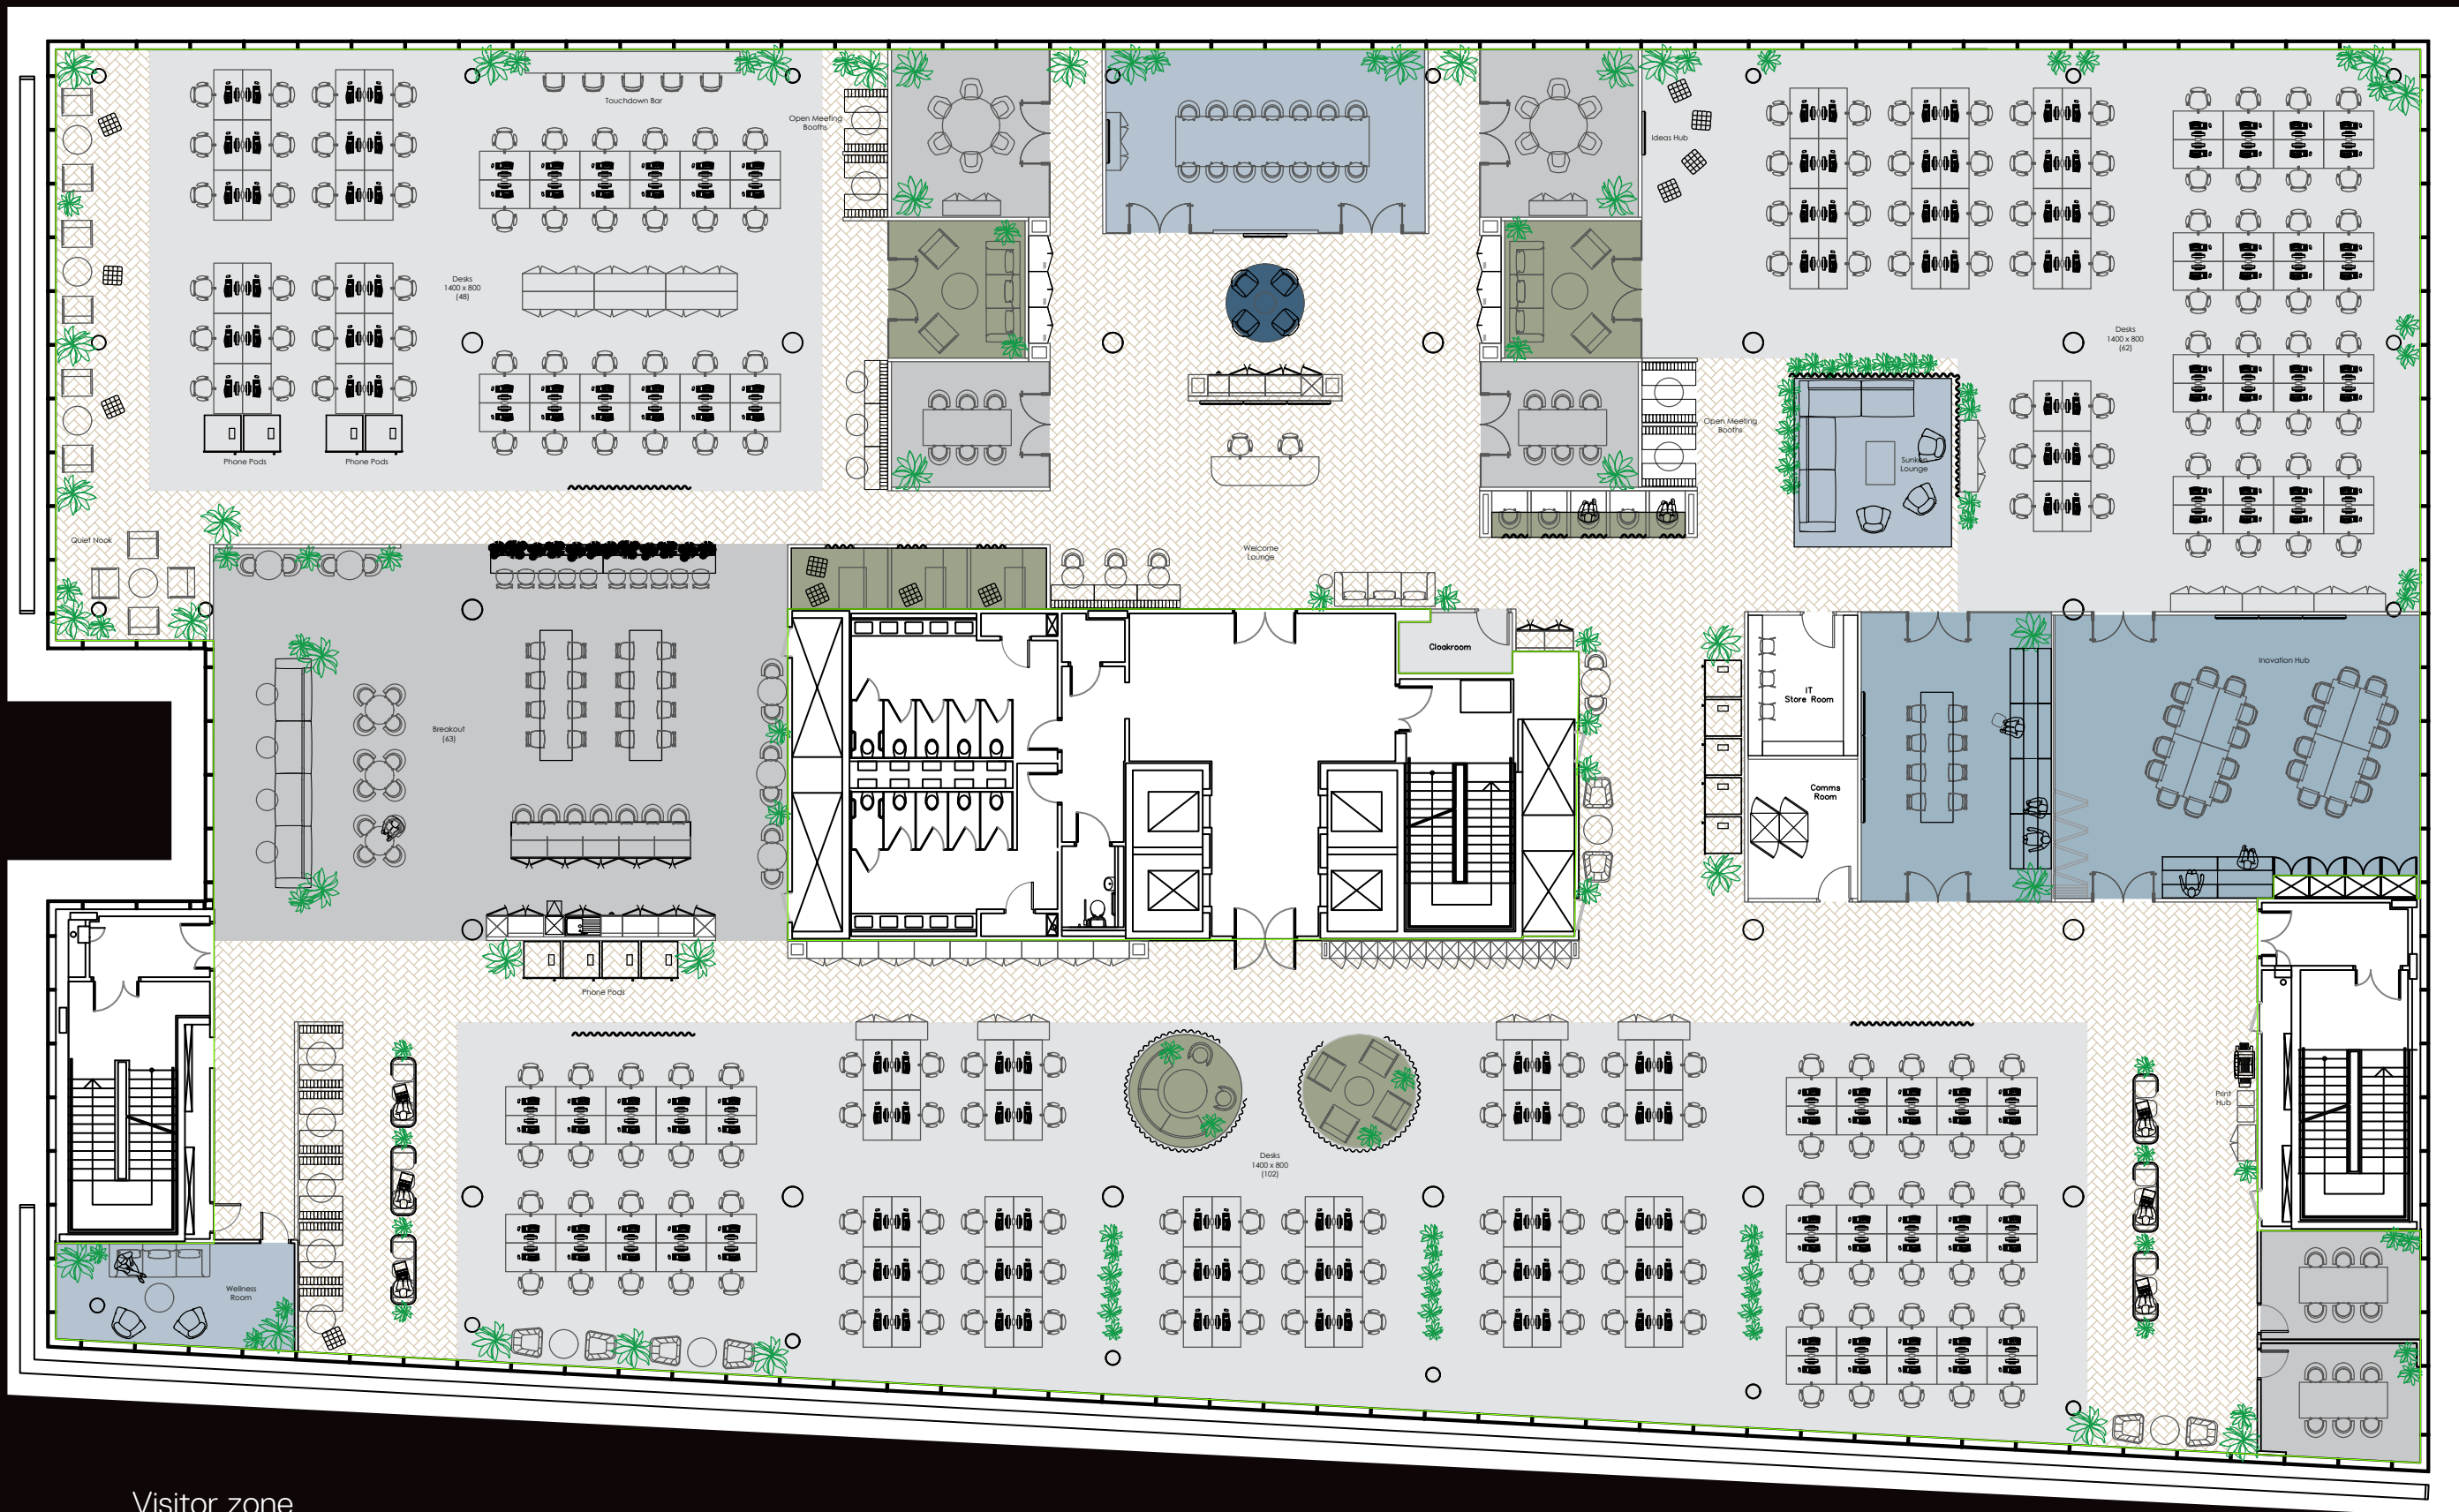 Touchdown Bar
Open Meeting
Booths
Ideas Hub
Desks
1400 x 800
(48)
Desks
1400 x 800
(62)
Phone Pods
Phone Pods
Open Meeting
Booths
Sunken
Lounge
Quiet Nook
Welcome
Lounge
Cloakroom
Inovation Hub
IT
Store Room
Breakout
(63)
Comms
Room
Phone Pods
Print
Hub
Desks
1400 x 800
(102)
Wellness
Room
Visitor zone